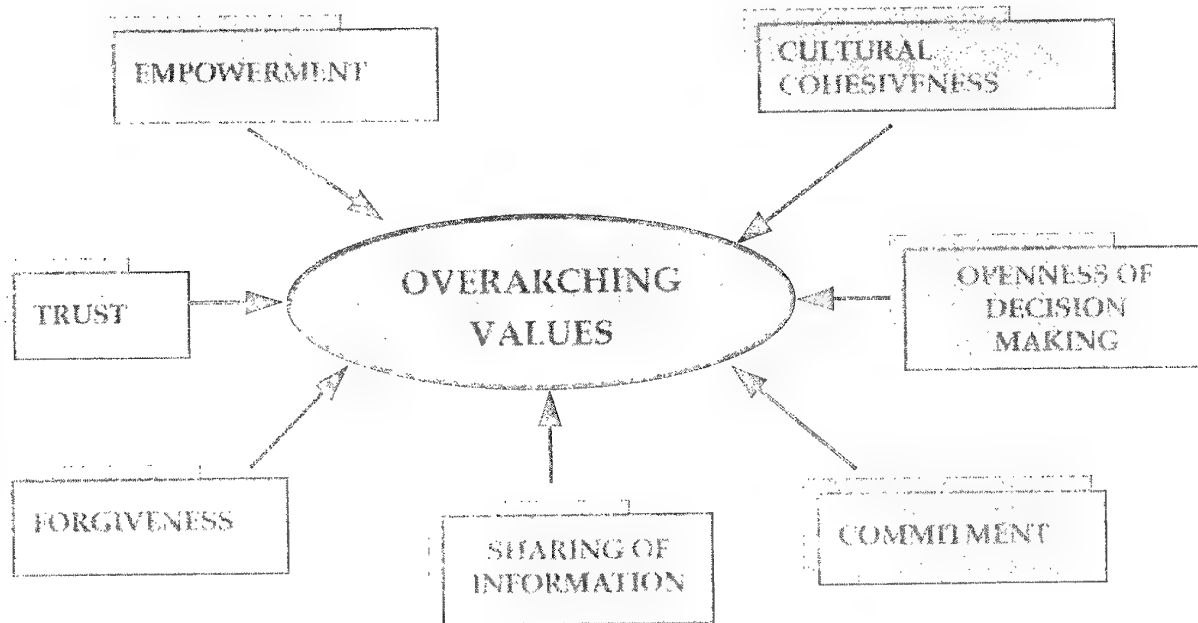 EMPOWERMENT
CULTURAL
COHESIVENESS
TRUST
OVERARCHING
VALUES
OPENNESS OF
DECISION
MAKING
FORGIVENESS
SHARING OF
INFORMATION
COMMITMENT